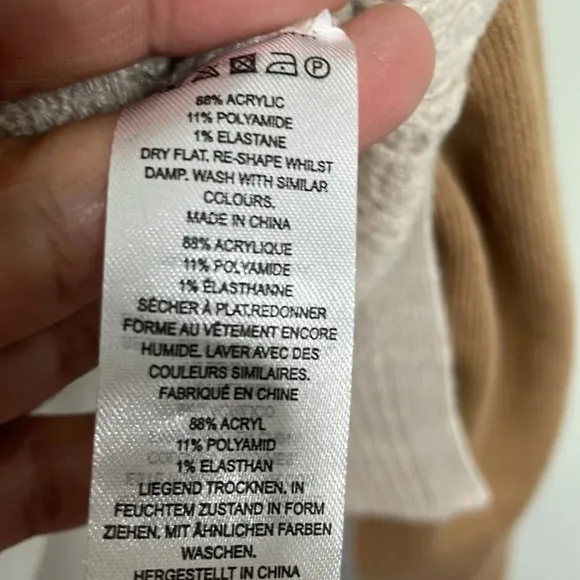 P
88% ACRYLIC
11% POLYAMIDE
1% ELASTANE
DRY FLAT. RE-SHAPE WHILST
DAMP. WASH WITH SIMILAR
COLOURS.
MADE IN CHINA
88% ACRYLIQUE
11% POLYAMIDE
1% ÉLASTHANNE
SÉCHER À PLAT.REDONNER
FORME AU VÊTEMENT ENCORE
HUMIDE. LAVER AVEC DES
COULEURS SIMILAIRES.
FABRIQUÉ EN CHINE
88% ACRYL
11% POLYAMID
1% ELASTHAN
LIEGEND TROCKNEN, IN
FEUCHTEM ZUSTAND IN FORM
ZIEHEN. MIT ÄHNLICHEN FARBEN
WASCHEN.
HERGESTELLT IN CHINA